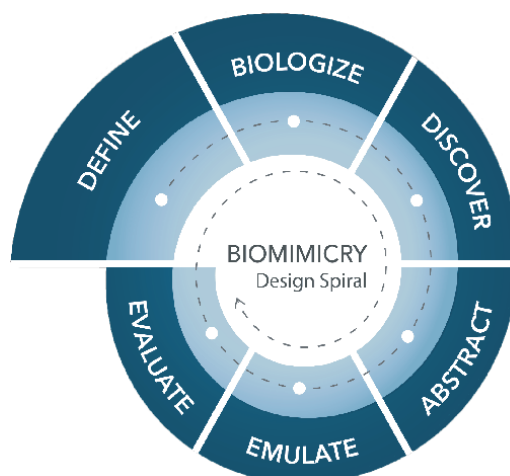 DEFINE
BIOLOGIZE
DISCOVER
ABSTRACT
EMULATE
EVALUATE
BIOMIMICRY
Design Spiral